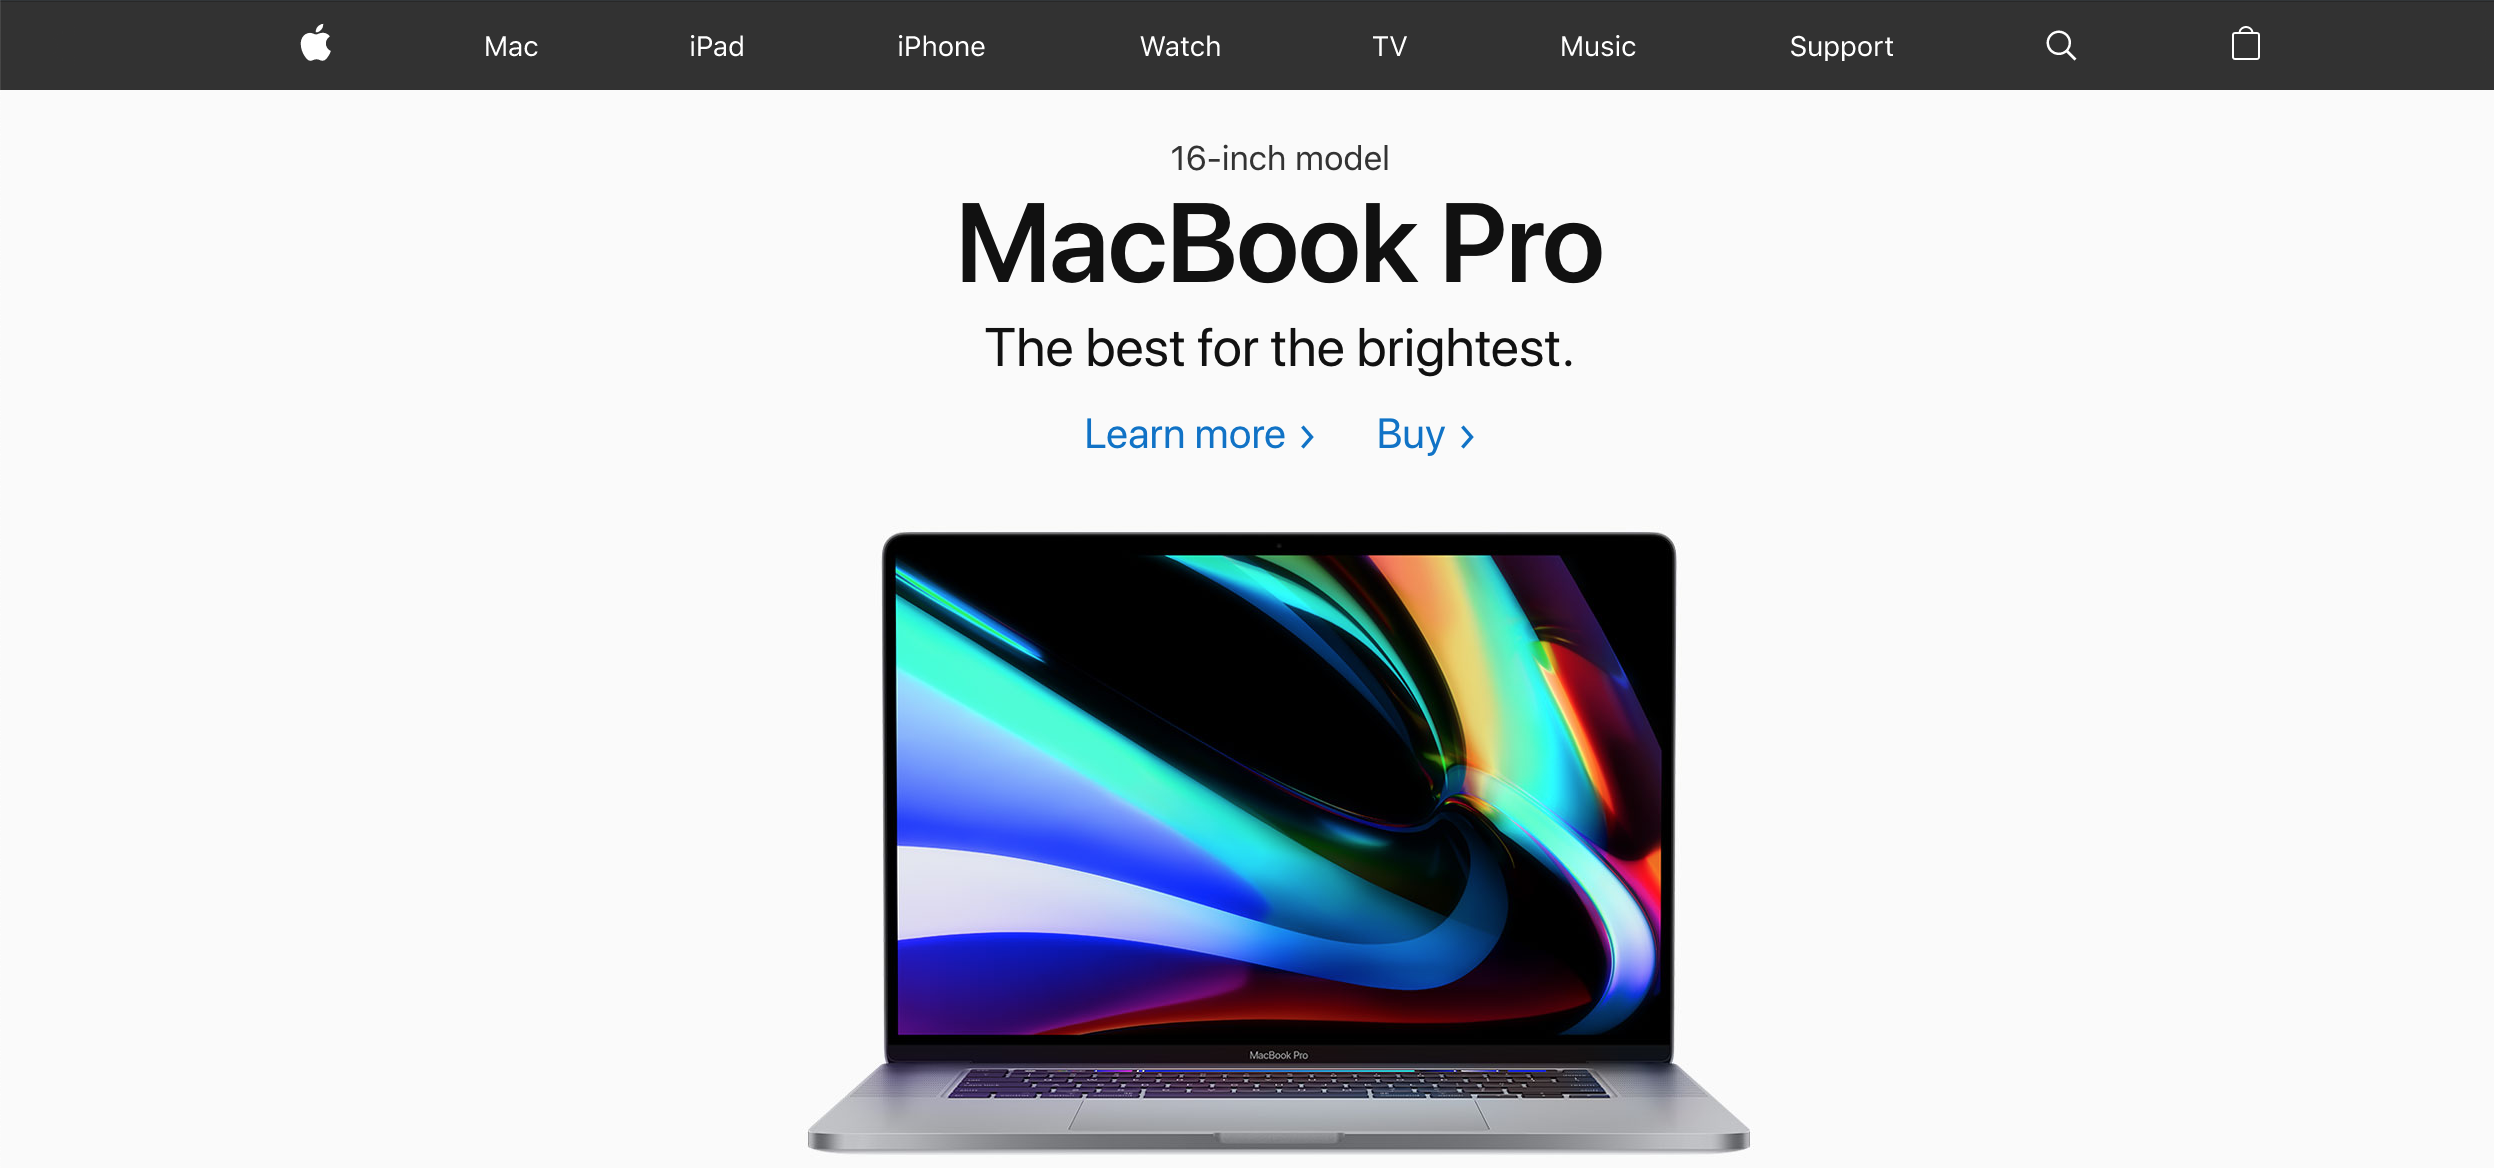 Mac iPad iPhone Watch TV Music Support
16-inch model
MacBook Pro
The best for the brightest.
Learn more > Buy >
MacBook Pro